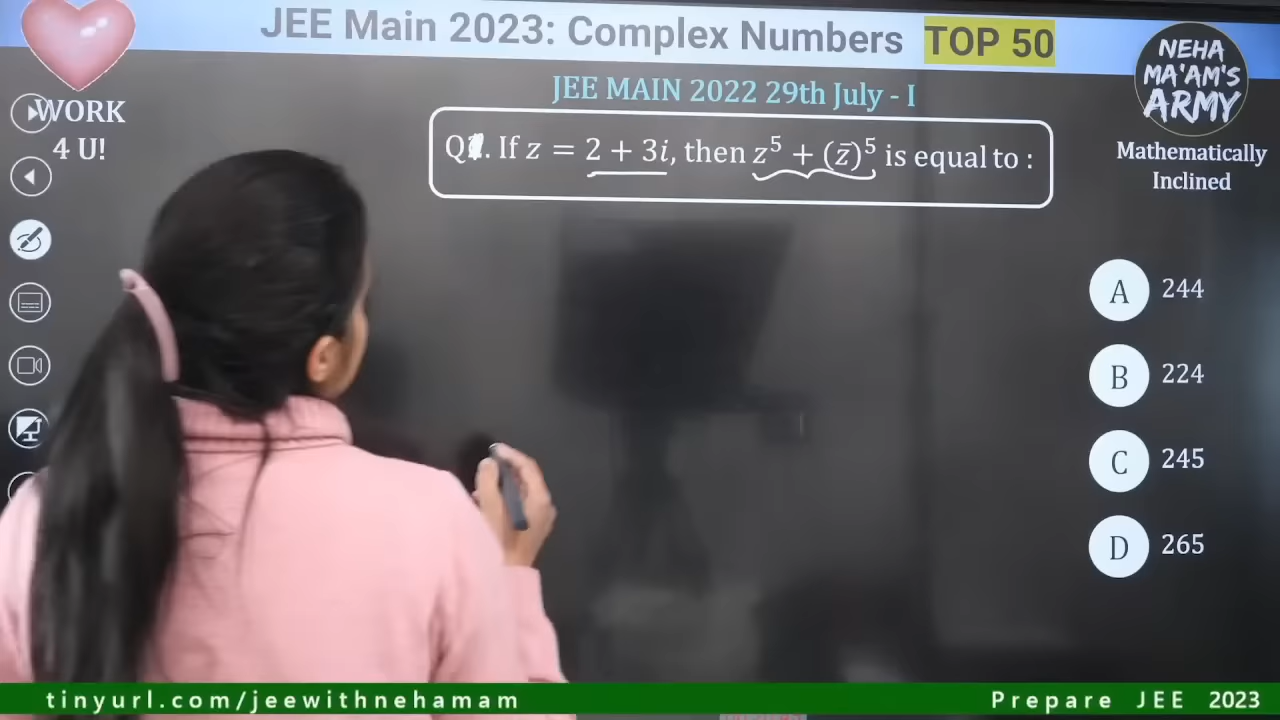 JEE Main 2023: Complex Numbers TOP 50
NEHA
MA'AM'S
ARMY
Mathematically
Inclined
WORK
4 U!
JEE MAIN 2022 29th July - I
If z = 2 + 3i, then z⁵ + (z̄)⁵ is equal to :
A 244
B 224
C 245
D 265
tinyurl.com/jeewithnehamam
Prepare JEE 2023